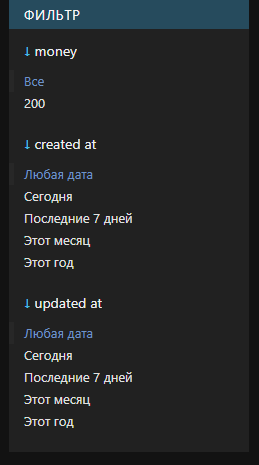 ФИЛЬТР
↓ money
Все
200
↓ created at
Любая дата
Сегодня
Последние 7 дней
Этот месяц
Этот год
↓ updated at
Любая дата
Сегодня
Последние 7 дней
Этот месяц
Этот год